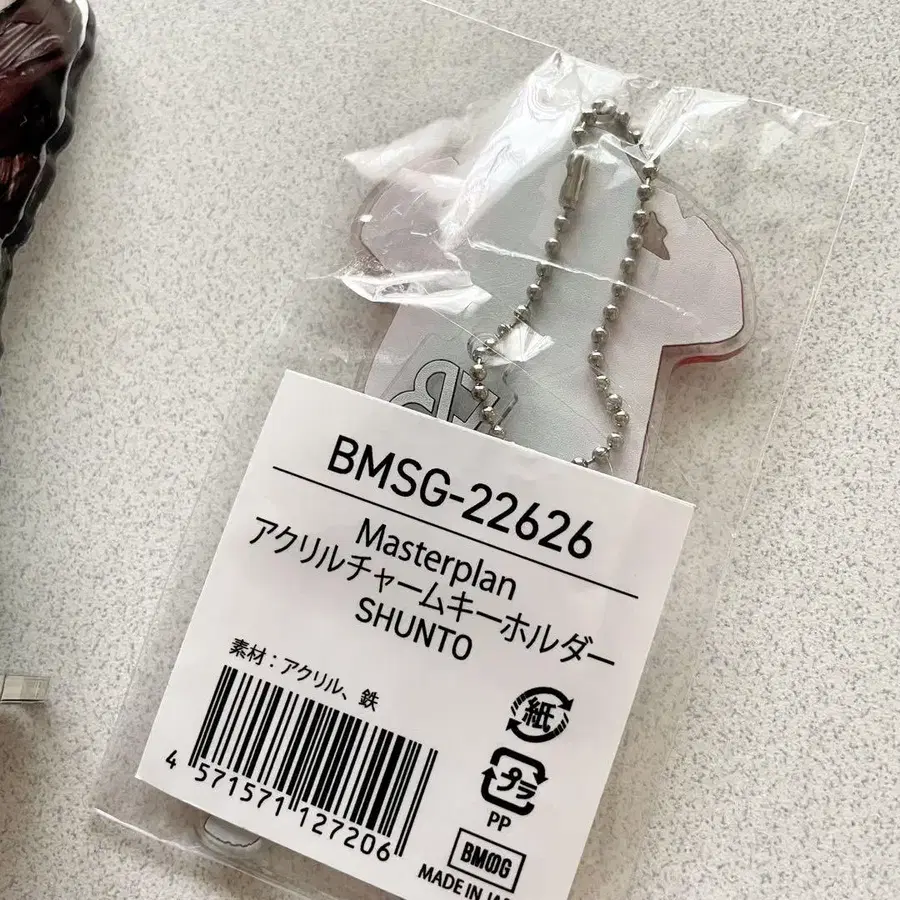 BMSG-22626
Masterplan
アクリルチャームキーホルダー
SHUNTO
素材：アクリル、鉄
4 571571 127206
紙
プラ
PP
BMSG
MADE IN